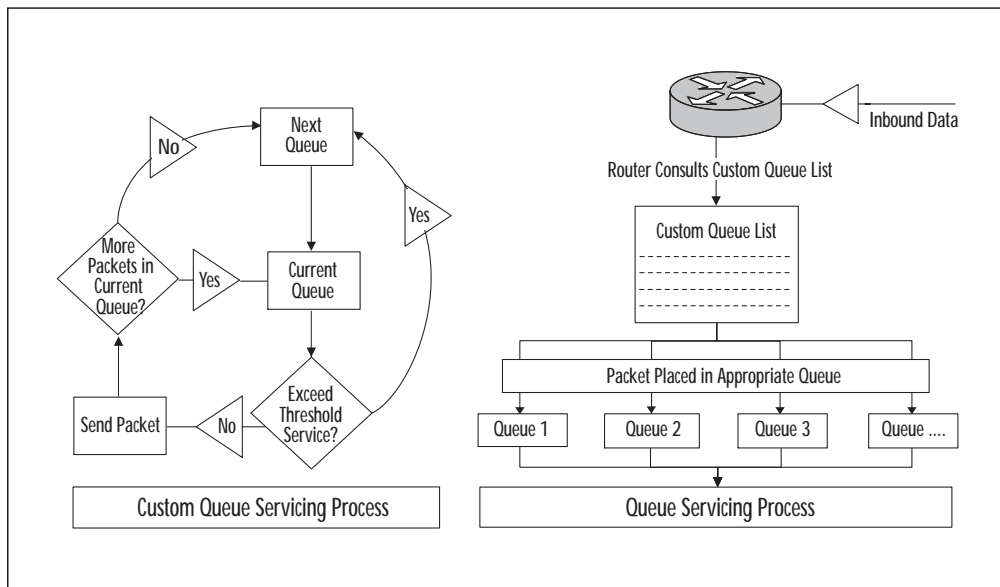 Next
Queue
No
Yes
More
Packets in
Current
Queue?
Yes
Current
Queue
Exceed
Threshold
Service?
No
Send Packet
Custom Queue Servicing Process
Inbound Data
Router Consults Custom Queue List
Custom Queue List
Packet Placed in Appropriate Queue
Queue 1
Queue 2
Queue 3
Queue ....
Queue Servicing Process